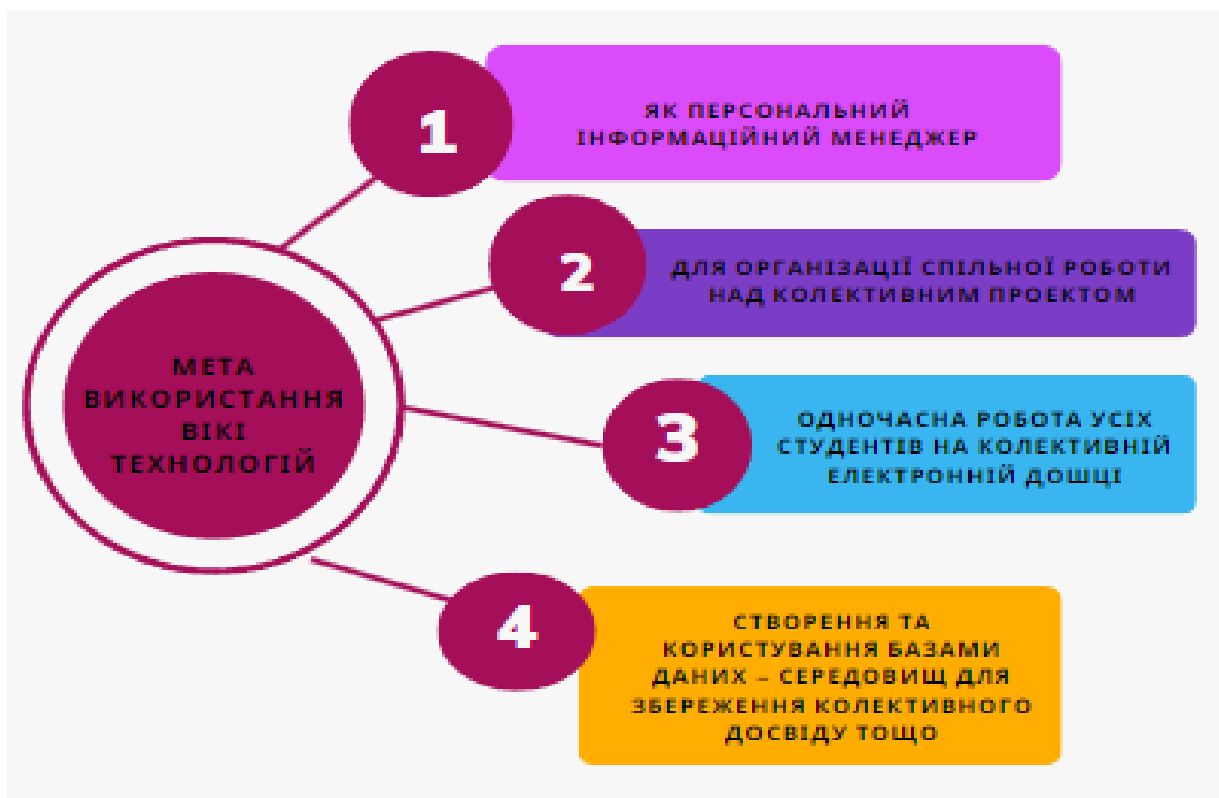 1
ЯК ПЕРСОНАЛЬНИЙ
ІНФОРМАЦІЙНИЙ МЕНЕДЖЕР
2
ДЛЯ ОРГАНІЗАЦІЇ СПІЛЬНОЇ РОБОТИ
НАД КОЛЕКТИВНИМ ПРОЕКТОМ
МЕТА
ВИКОРИСТАННЯ
ВІКІ
ТЕХНОЛОГІЙ
3
ОДНОЧАСНА РОБОТА УСІХ
СТУДЕНТІВ НА КОЛЕКТИВНІЙ
ЕЛЕКТРОННІЙ ДОШЦІ
4
СТВОРЕННЯ ТА
КОРИСТУВАННЯ БАЗАМИ
ДАНИХ – СЕРЕДОВИЩ ДЛЯ
ЗБЕРЕЖЕННЯ КОЛЕКТИВНОГО
ДОСВІДУ ТОЩО